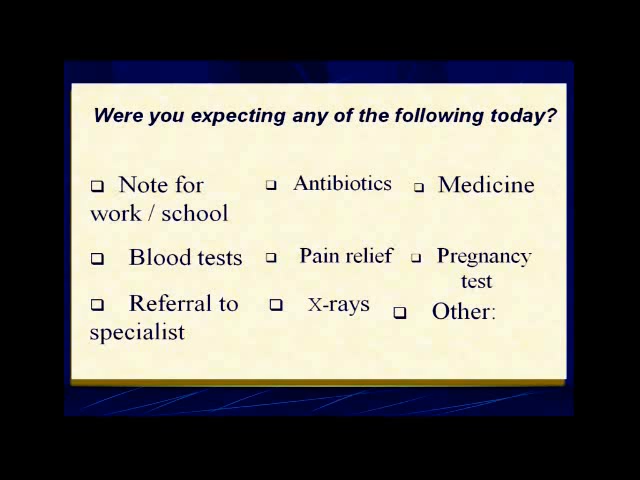 Were you expecting any of the following today?
❑ Note for work / school
❑ Antibiotics
❑ Medicine
❑ Blood tests
❑ Pain relief
❑ Pregnancy test
❑ Referral to specialist
❑ X-rays
❑ Other: